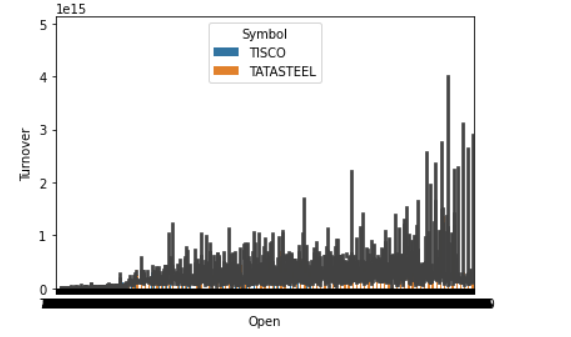 1e15
5
Symbol
TISCO
TATASTEEL
4
3
Turnover
2
1
0
Open